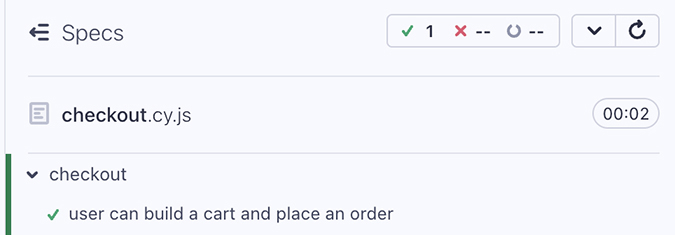 Specs
1 -- --
checkout.cy.js
00:02
checkout
user can build a cart and place an order